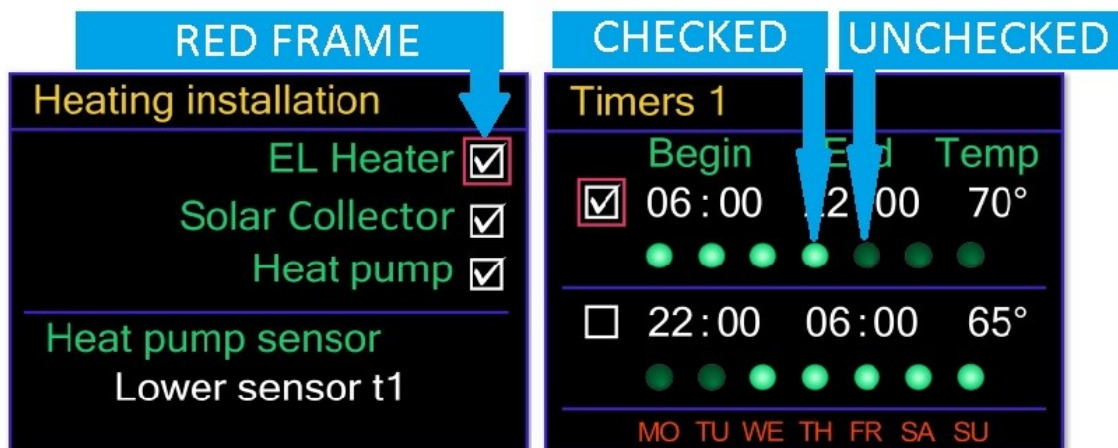 RED FRAME
Heating installation
EL Heater
Solar Collector
Heat pump
Heat pump sensor
Lower sensor t1
CHECKED
UNCHECKED
Timers 1
Begin End Temp
06:00 22:00 70°
22:00 06:00 65°
MO TU WE TH FR SA SU